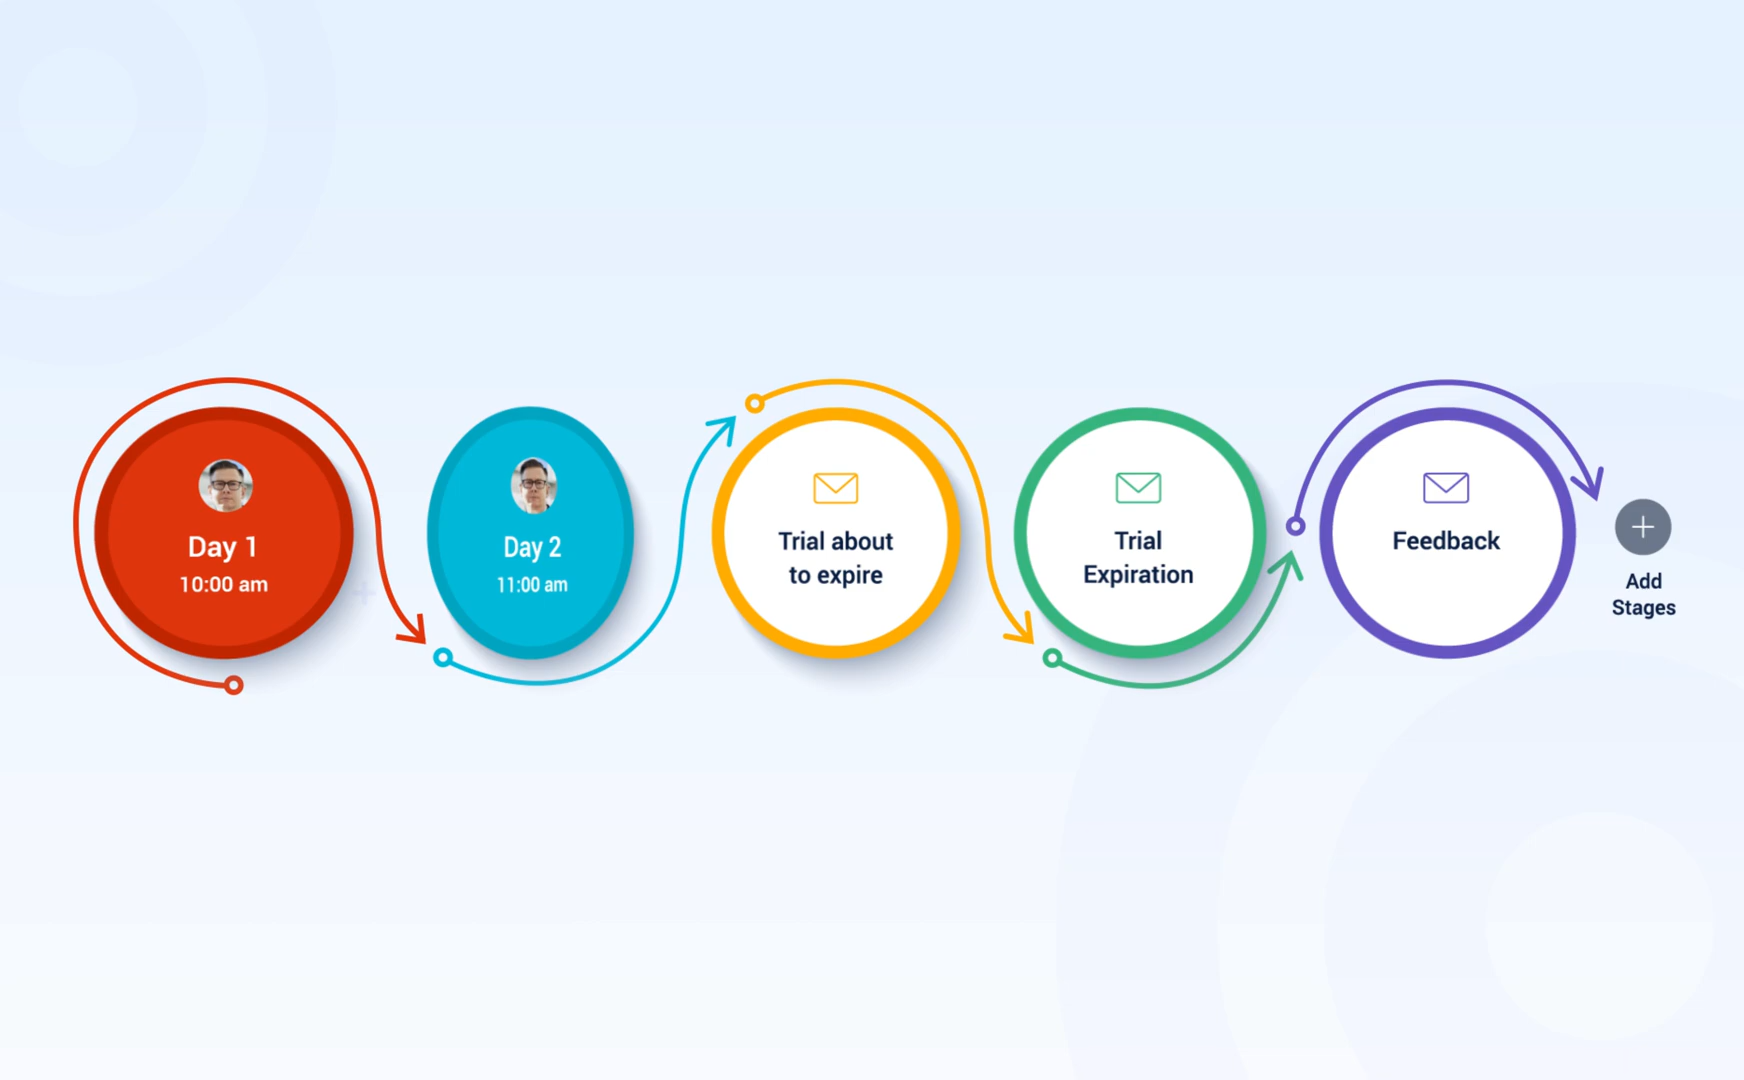 Day 1
10:00 am
Day 2
11:00 am
Trial about
to expire
Trial
Expiration
Feedback
Add
Stages